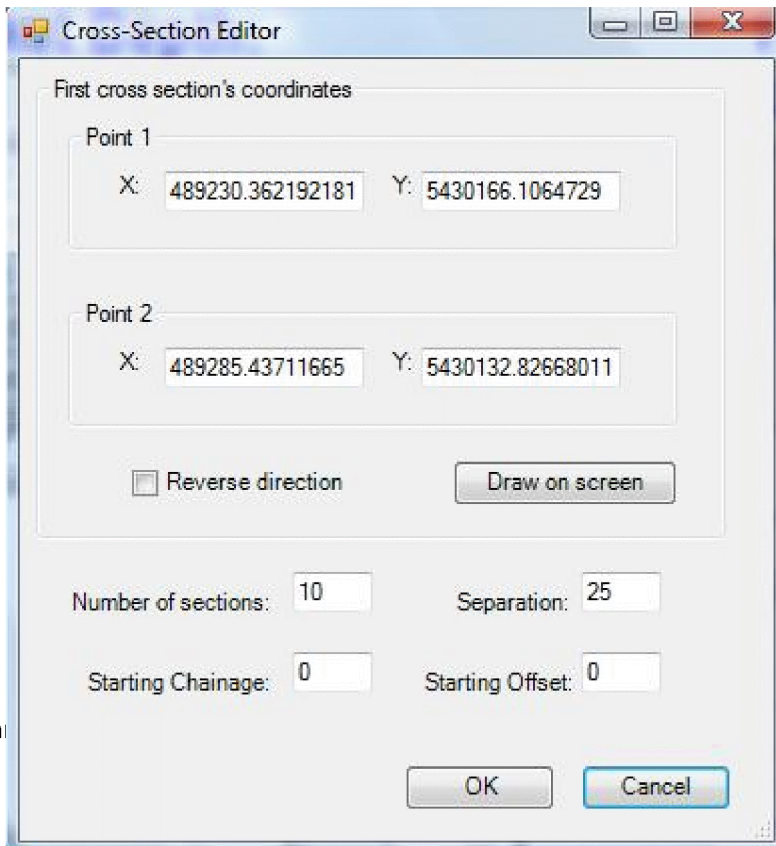 Cross-Section Editor
First cross section's coordinates
Point 1
X: 489230.362192181 Y: 5430166.1064729
Point 2
X: 489285.43711665 Y: 5430132.82668011
Reverse direction Draw on screen
Number of sections: 10 Separation: 25
Starting Chainage: 0 Starting Offset: 0
OK Cancel